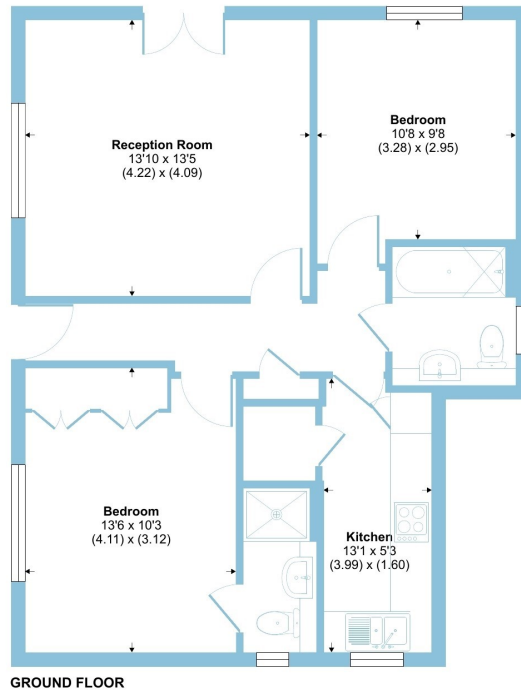 Reception Room
13'10 x 13'5
(4.22) x (4.09)
Bedroom
10'8 x 9'8
(3.28) x (2.95)
Bedroom
13'6 x 10'3
(4.11) x (3.12)
Kitchen
13'1 x 5'3
(3.99) x (1.60)
GROUND FLOOR